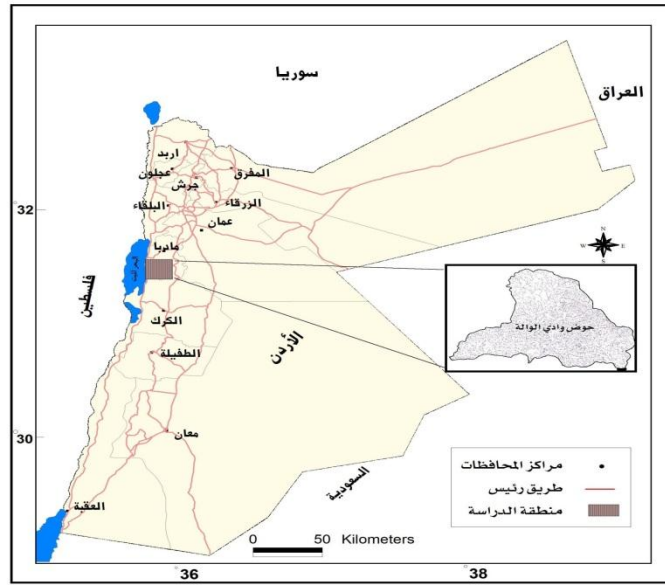 سوريا
العراق
اربد
عجلون
المفرق
جرش
البلقاء
الزرقاء
عمان
32
مادبا
N
W E
S
فلسطين
حوض وادي الوالة
الكرك
الأردن
الطفيلة
30
معان
مراكز المحافظات
طريق رئيس
منطقة الدراسة
السعودية
العقبة
0 50 Kilometers
36
38